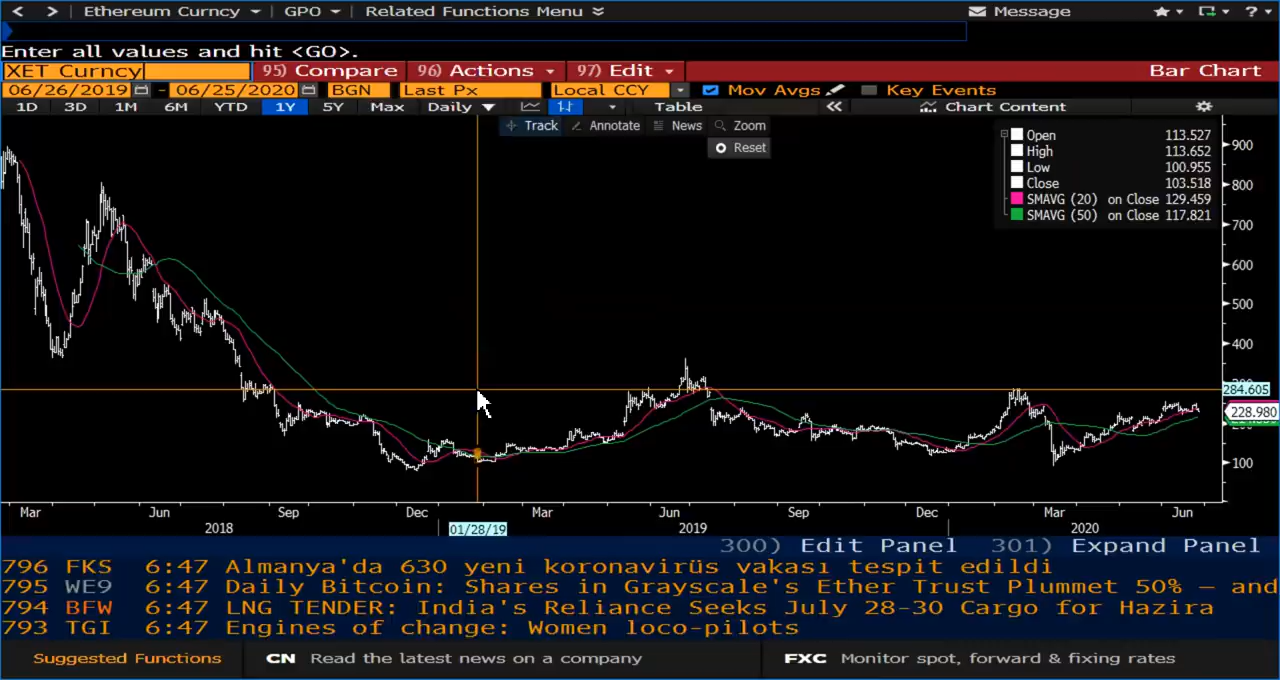 < > Ethereum Curncy GPO Related Functions Menu Message ?
Enter all values and hit <GO>.
XET Curncy 95) Compare 96) Actions 97) Edit Bar Chart
06/26/2019 - 06/25/2020 BGN Last Px Local CCY Mov Avgs Key Events
1D 3D 1M 6M YTD 1Y 5Y Max Daily Table « Chart Content
Track Annotate News Zoom
Reset
Open 113.527
High 113.652
Low 100.955
Close 103.518
SMAVG (20) on Close 129.459
SMAVG (50) on Close 117.821
900
800
700
600
500
400
284.605
228.980
100
Mar Jun Sep Dec Mar Jun Sep Dec Mar Jun
2018 01/28/19 2019 2020
300) Edit Panel 301) Expand Panel
796 FKS 6:47 Almanya'da 630 yeni koronavirüs vakası tespit edildi
795 WE9 6:47 Daily Bitcoin: Shares in Grayscale's Ether Trust Plummet 50% — and
794 BFW 6:47 LNG TENDER: India's Reliance Seeks July 28-30 Cargo for Hazira
793 TGI 6:47 Engines of change: Women loco-pilots
Suggested Functions CN Read the latest news on a company FXC Monitor spot, forward & fixing rates